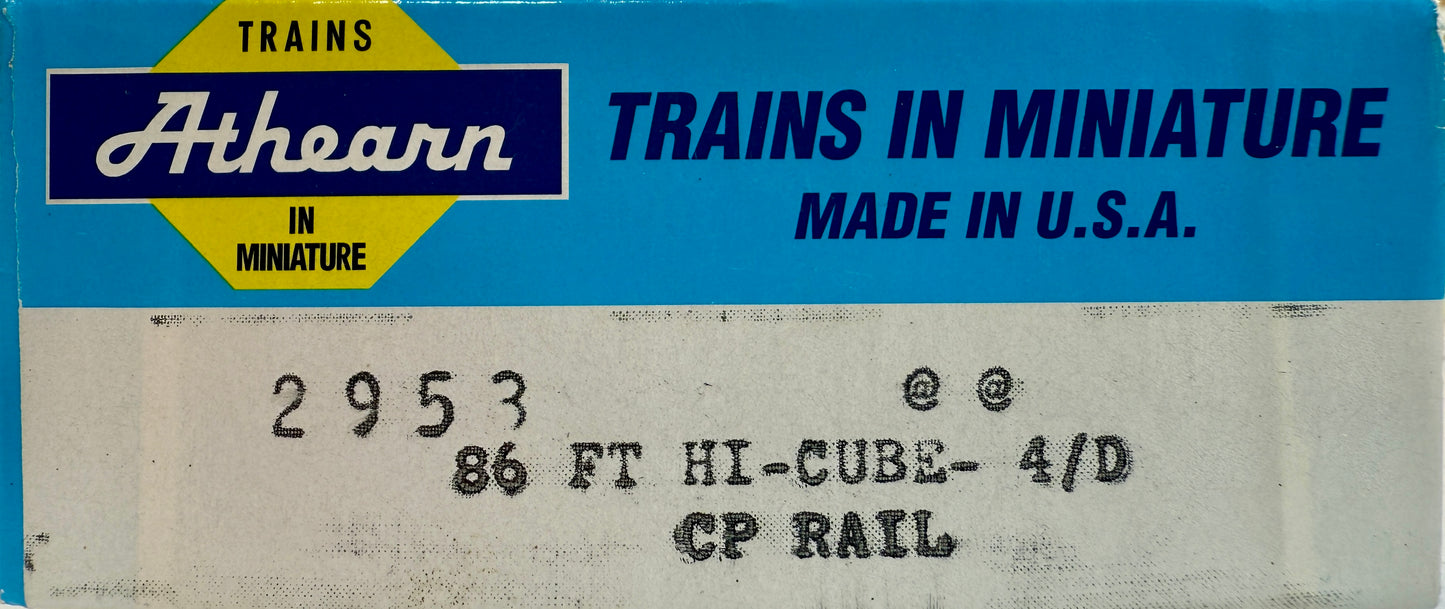 TRAINS
Athearn
IN
MINIATURE
TRAINS IN MINIATURE
MADE IN U.S.A.
2953 @ @
86 FT HI-CUBE- 4/D
CP RAIL